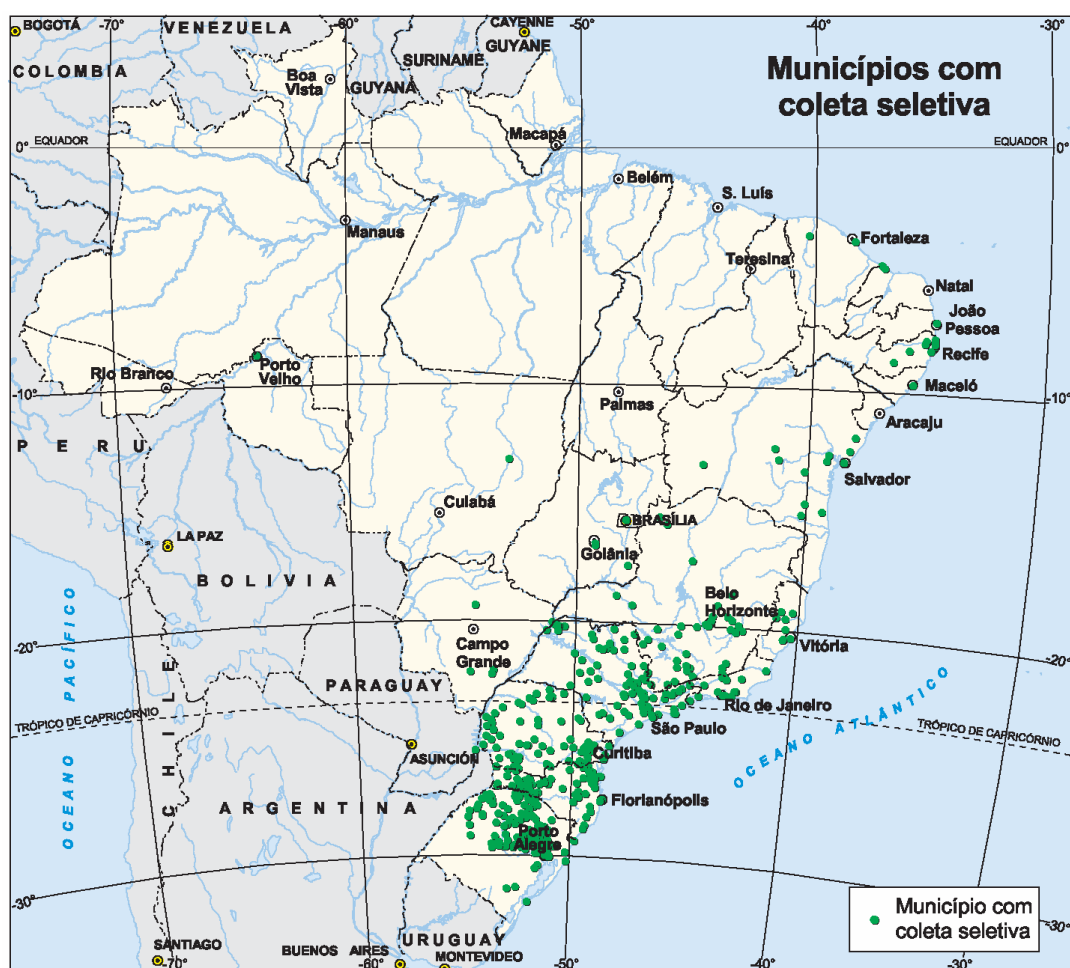 -70° -60° -50° -40° -30°
BOGOTÁ
VENEZUELA
CAYENNE
GUYANE
SURINAME
COLOMBIA
Boa
Vista
GUYANA
Municípios com
coleta seletiva
Macapá
0° EQUADOR
EQUADOR 0°
Belém
S. Luís
Manaus
Fortaleza
Teresina
Natal
João
Pessoa
Porto
Velho
Recife
Rio Branco
-10°
Palmas
Maceió
-10°
Aracaju
PERU
Salvador
Cuiabá
BRASÍLIA
LA PAZ
Goiânia
BOLIVIA
Belo
Horizonte
Campo
Grande
Vitória
-20°
-20°
OCEANO PACÍFICO
CHILE
PARAGUAY
Rio de Janeiro
TRÓPICO DE CAPRICÓRNIO
São Paulo
OCEANO ATLÂNTICO
TRÓPICO DE CAPRICÓRNIO
ASUNCIÓN
Curitiba
Florianópolis
ARGENTINA
Porto
Alegre
-30°
-30°
Município com
coleta seletiva
SANTIAGO
BUENOS AIRES
URUGUAY
MONTEVIDEO
-70° -60° -50° -40° -30°